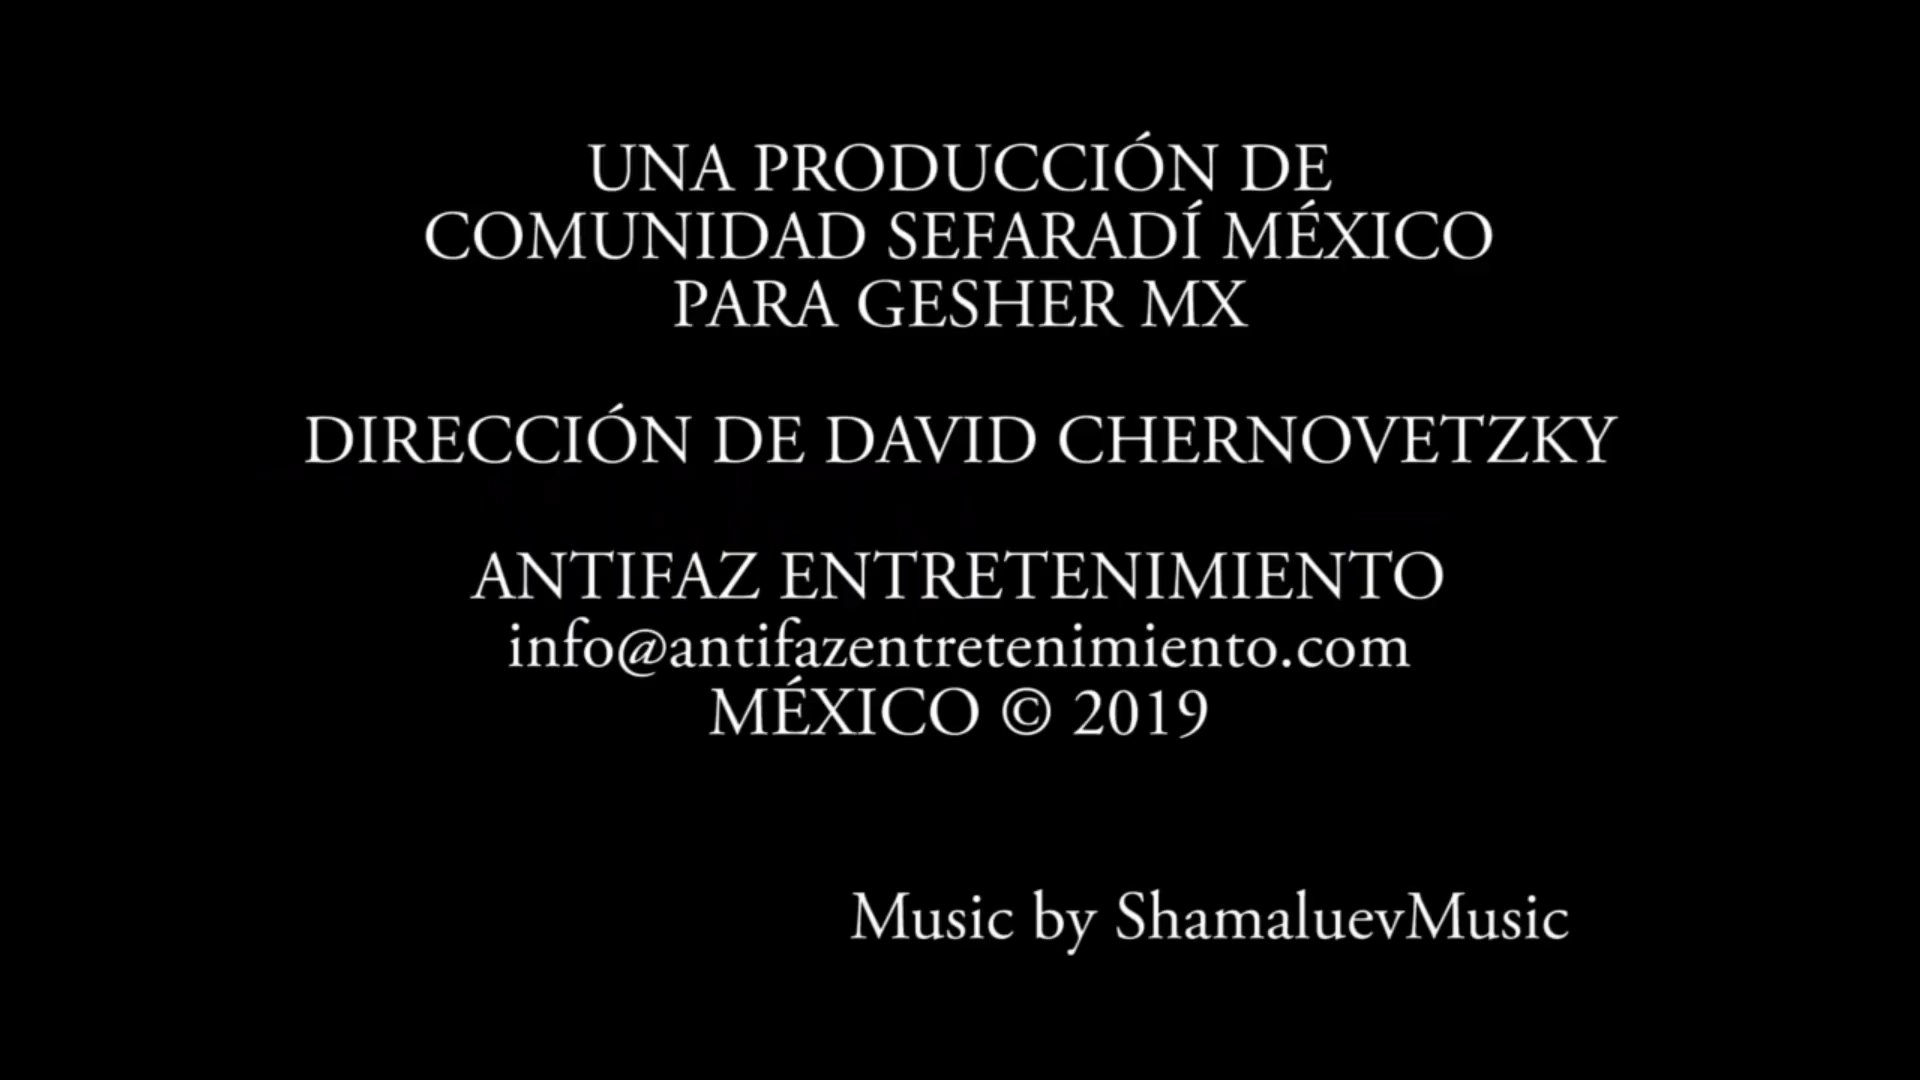 UNA PRODUCCIÓN DE
COMUNIDAD SEFARADÍ MÉXICO
PARA GESHER MX
DIRECCIÓN DE DAVID CHERNOVETZKY
ANTIFAZ ENTRETENIMIENTO
info@antifazentretenimiento.com
MÉXICO © 2019
Music by ShamaluevMusic